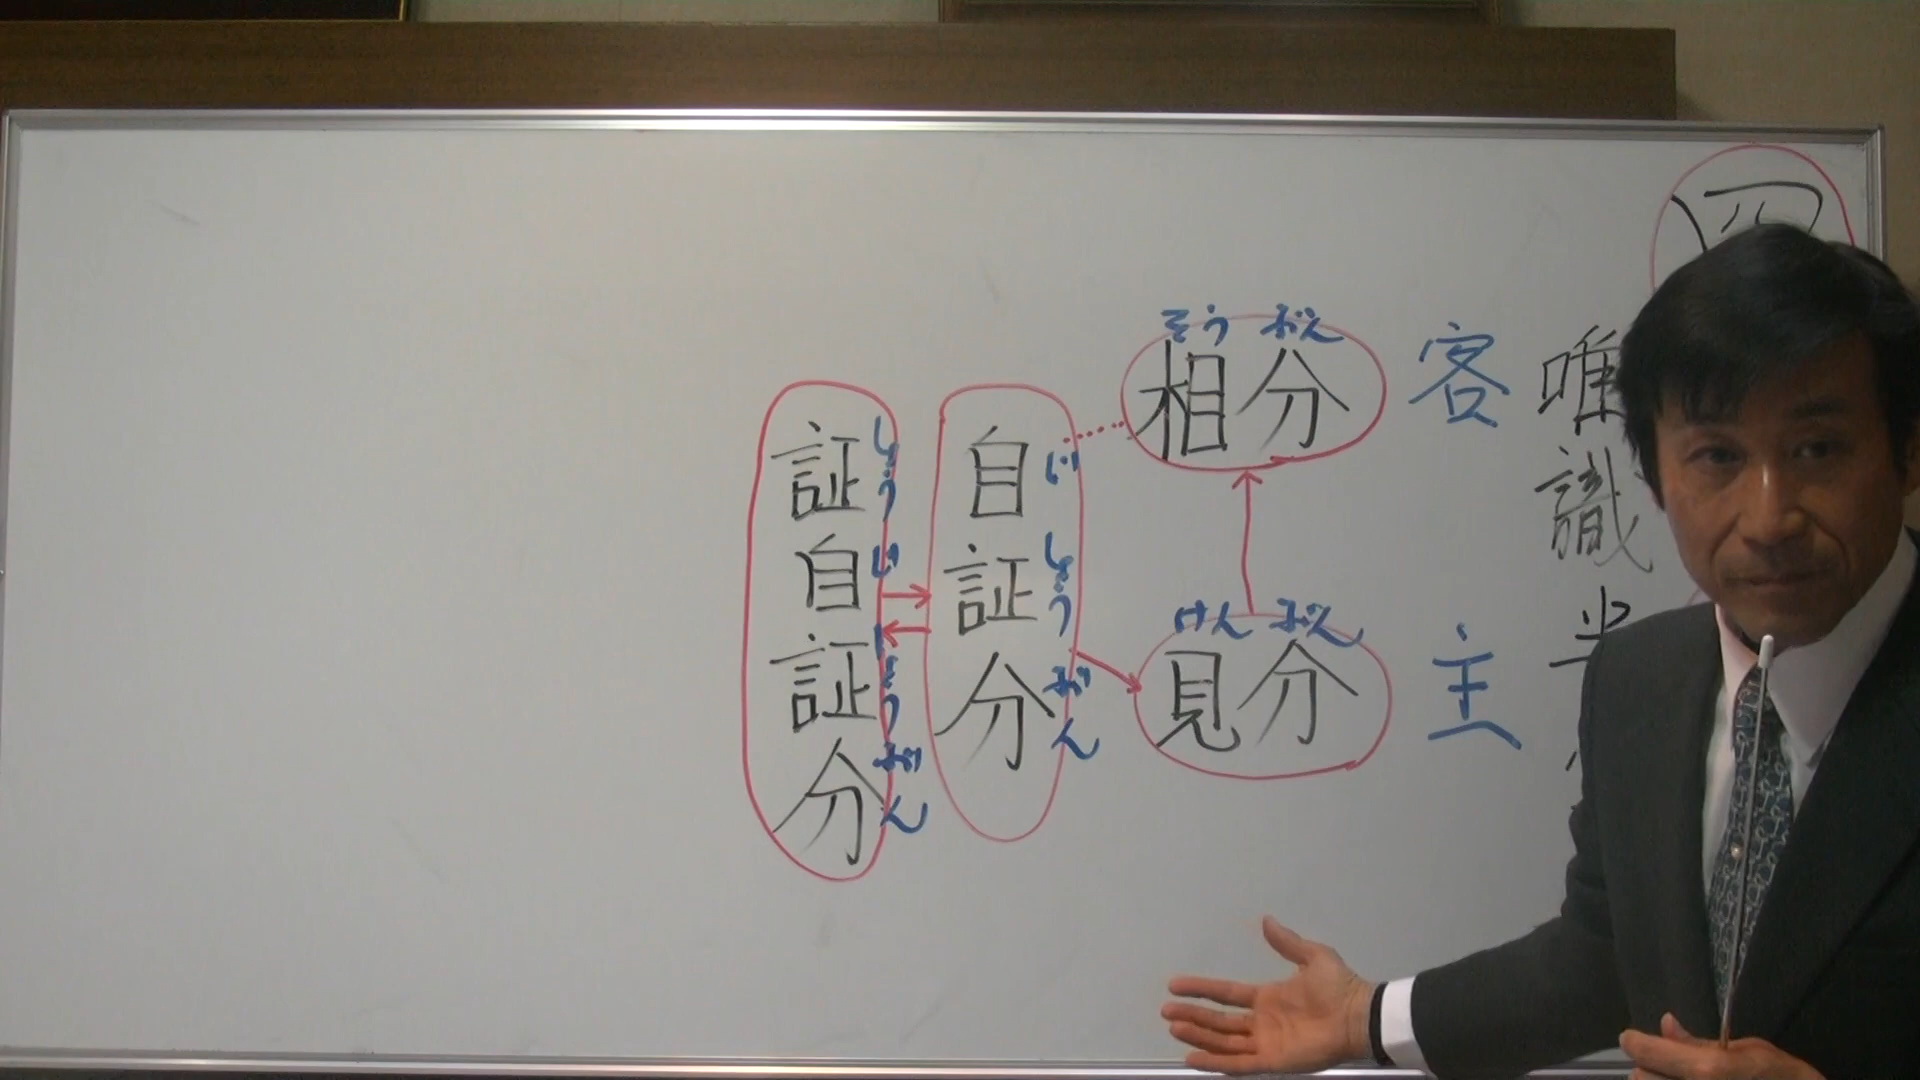 四
唯識
客
主
そうぶん
相分
けんぶん
見分
じしょうぶん
自証分
しょうじしょうぶん
証自証分